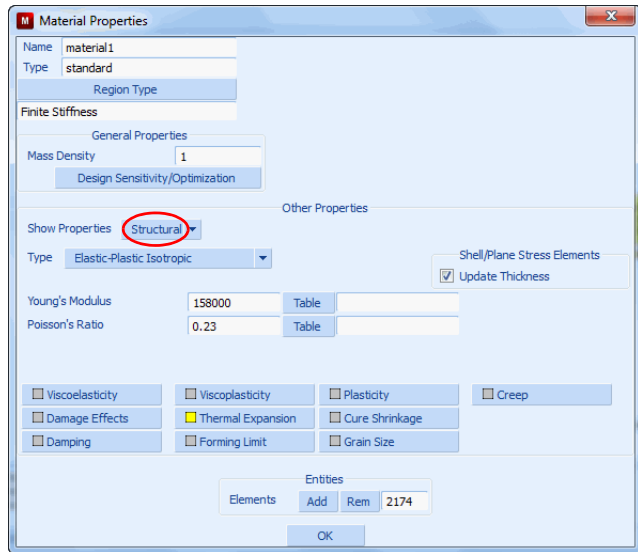 M Material Properties x
Name material1
Type standard
Region Type
Finite Stiffness
General Properties
Mass Density 1
Design Sensitivity/Optimization
Other Properties
Show Properties Structural
Type Elastic-Plastic Isotropic
Shell/Plane Stress Elements
Update Thickness
Young's Modulus 158000 Table
Poisson's Ratio 0.23 Table
Viscoelasticity Viscoplasticity Plasticity Creep
Damage Effects Thermal Expansion Cure Shrinkage
Damping Forming Limit Grain Size
Entities
Elements Add Rem 2174
OK